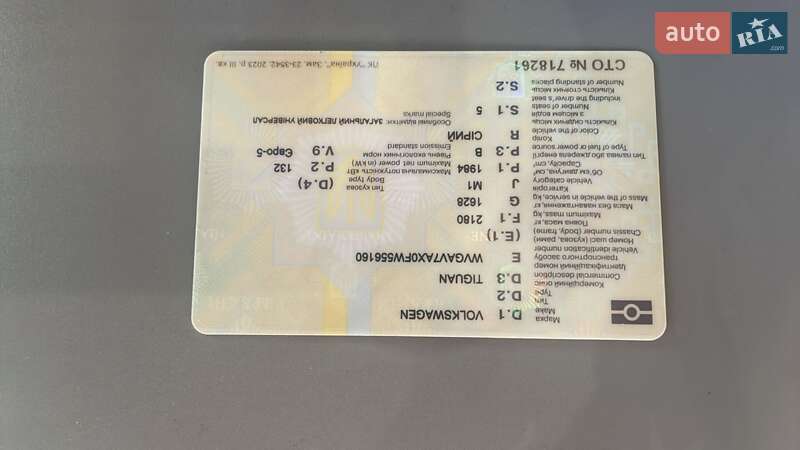 auto RIA.com
D.1 Марка VOLKSWAGEN
Make
D.2 Тип
Type
D.3 Комерційний опис TIGUAN
Commercial description
E Ідентифікаційний номер WVGAV7AX0FW556160
транспортного засобу
Vehicle identification number
(E.1) Номер шасі (кузова, рами)
Chassis number (body, frame)
F.1 Повна маса, кг 2180
Maximum mass, kg
G Маса без навантаження, кг 1628
Mass of the vehicle in service, kg
J Категорія M1 (D.4) Тип кузова
Vehicle category Body type
P.1 Об'єм двигуна, см³ 1984 P.2 Максимальна потужність, кВт 132
Capacity, cm³ Maximum net power (in kW)
P.3 Тип палива або джерела енергії B V.9 Рівень екологічних норм Євро-5
Type of fuel or power source Emission standard
R Колір СІРИЙ
Color of the vehicle
S.1 Кількість сидячих місць 5 Особливі відмітки: ЗАГАЛЬНИЙ ЛЕГКОВИЙ УНІВЕРСАЛ
з місцем водія Special marks
Number of seats
including the driver's seat
S.2 Кількість стоячих місць
Number of standing places
СТО № 718261
ПК "Україна". Зам. 23-3542. 2023 р. III кв.